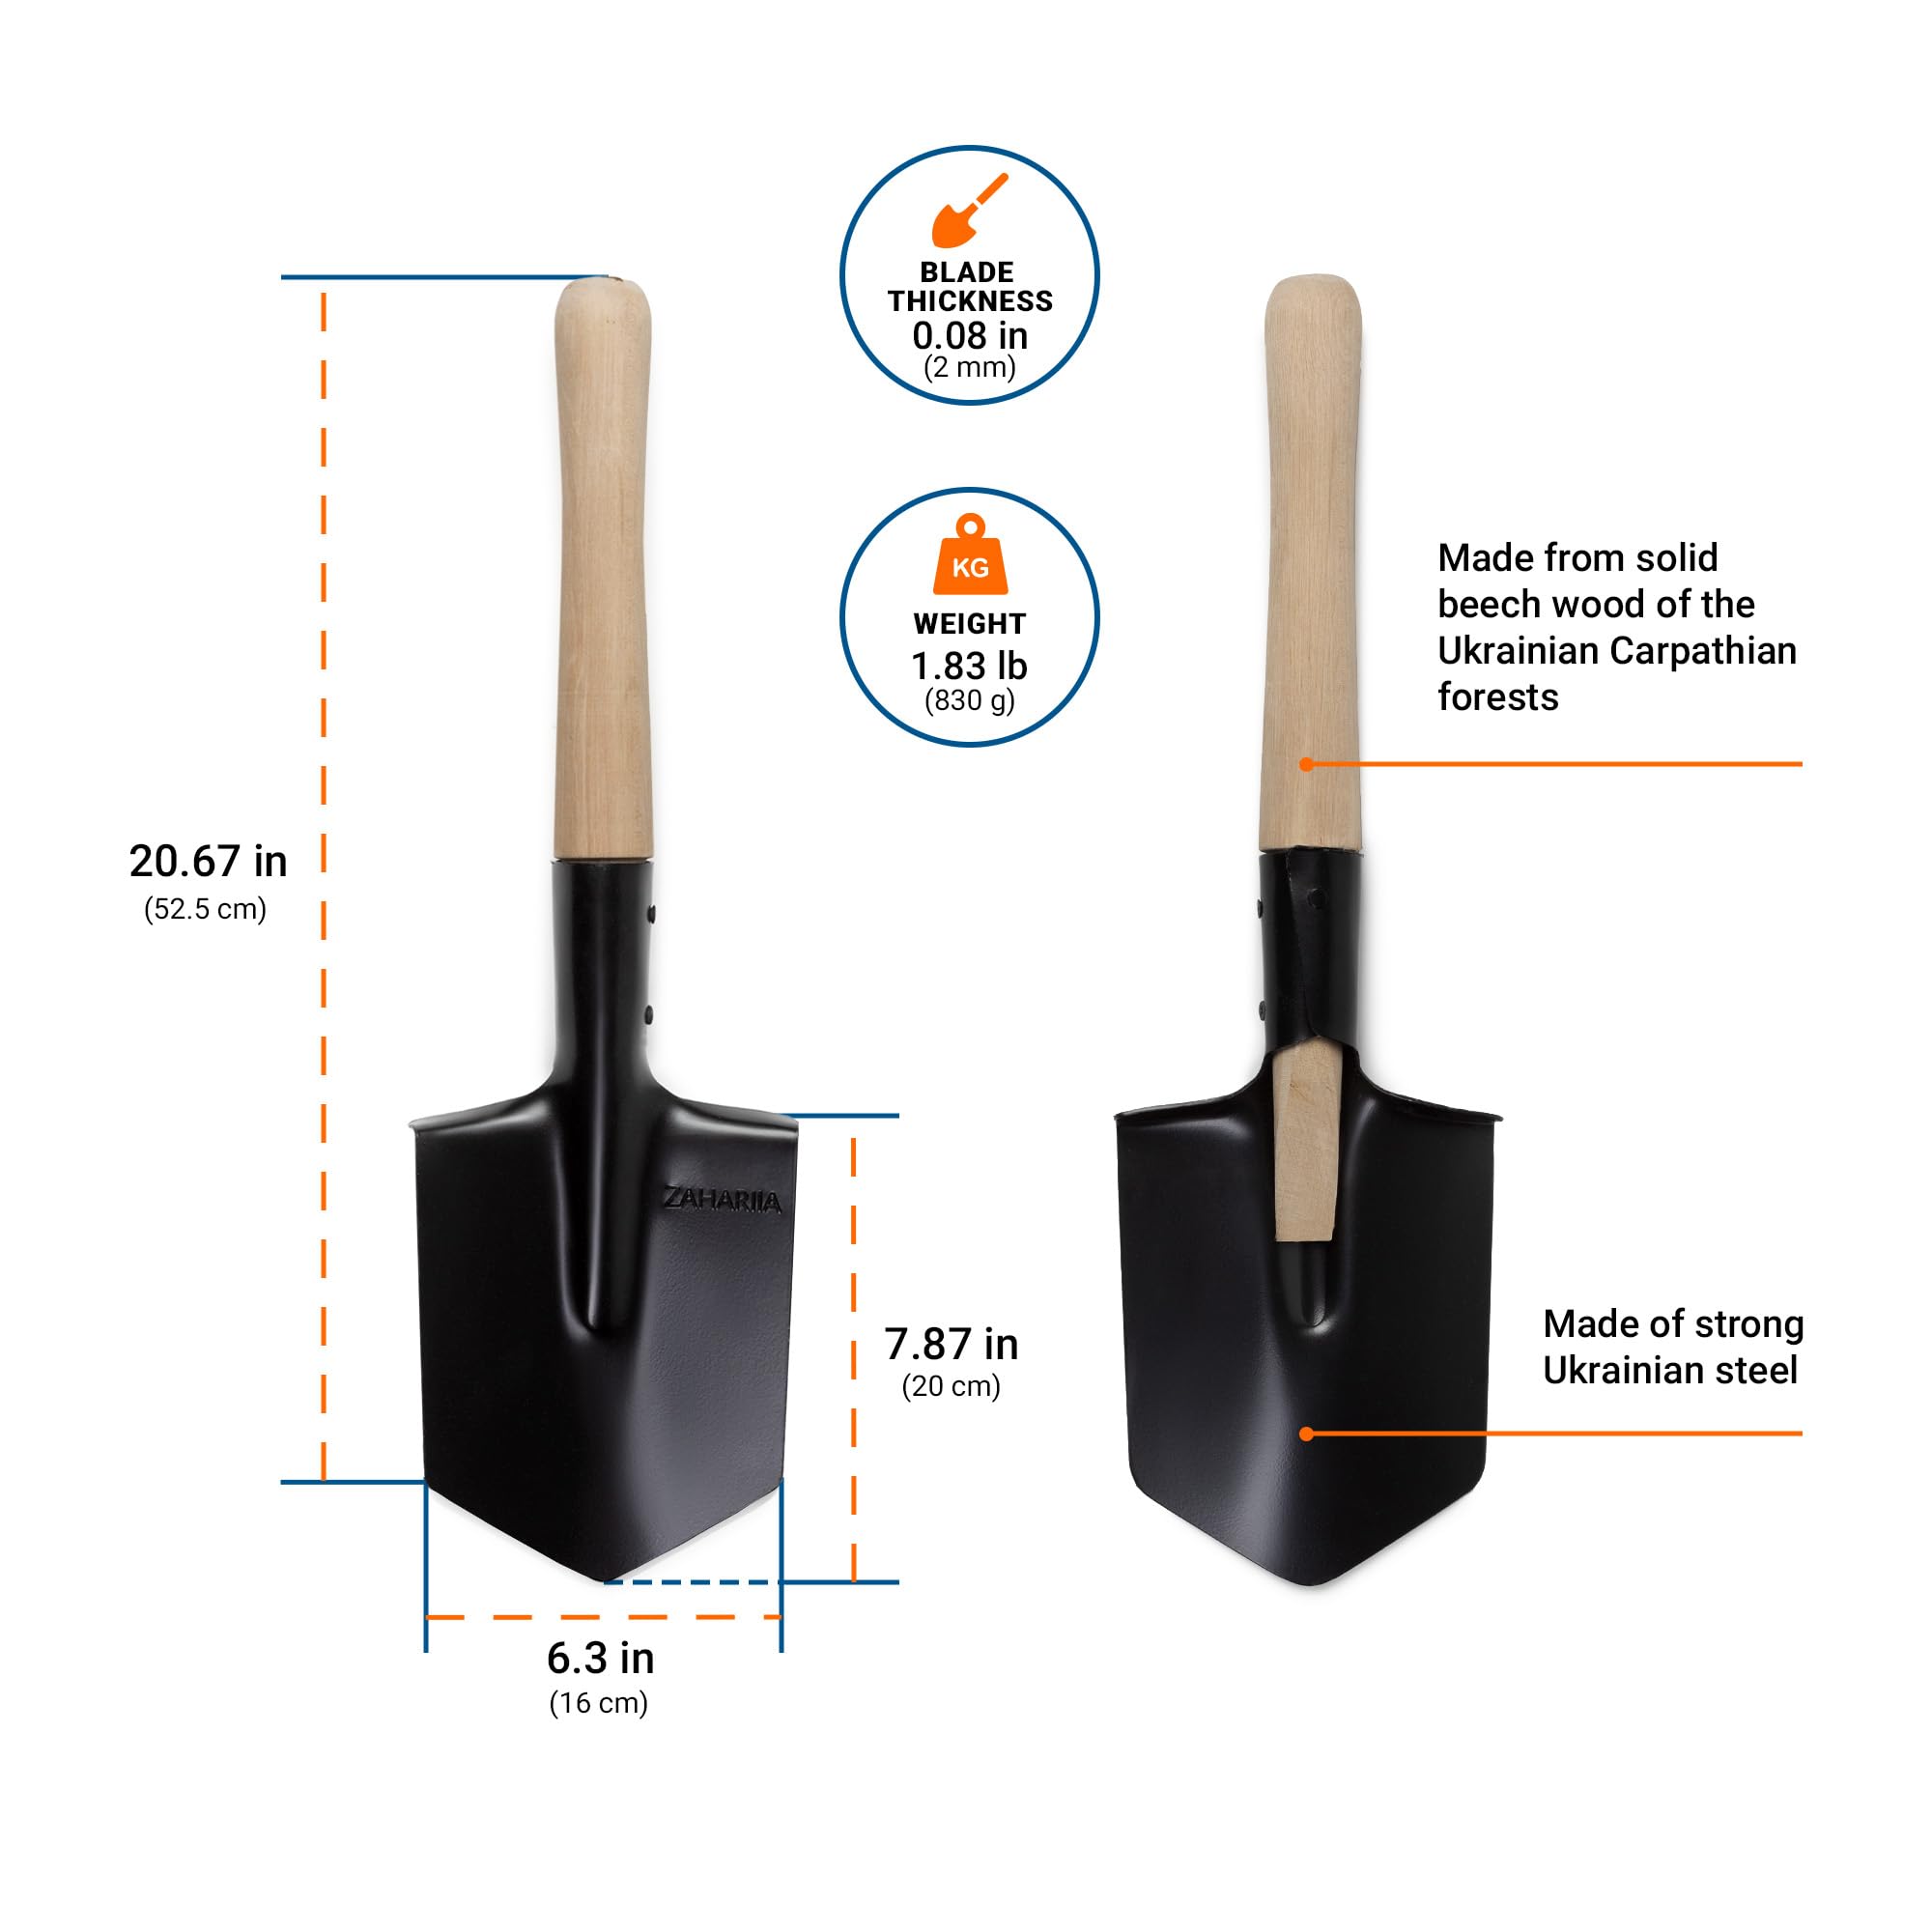 BLADE
THICKNESS
0.08 in
(2 mm)
KG
WEIGHT
1.83 lb
(830 g)
Made from solid
beech wood of the
Ukrainian Carpathian
forests
20.67 in
(52.5 cm)
ZAHARIIA
7.87 in
(20 cm)
Made of strong
Ukrainian steel
6.3 in
(16 cm)